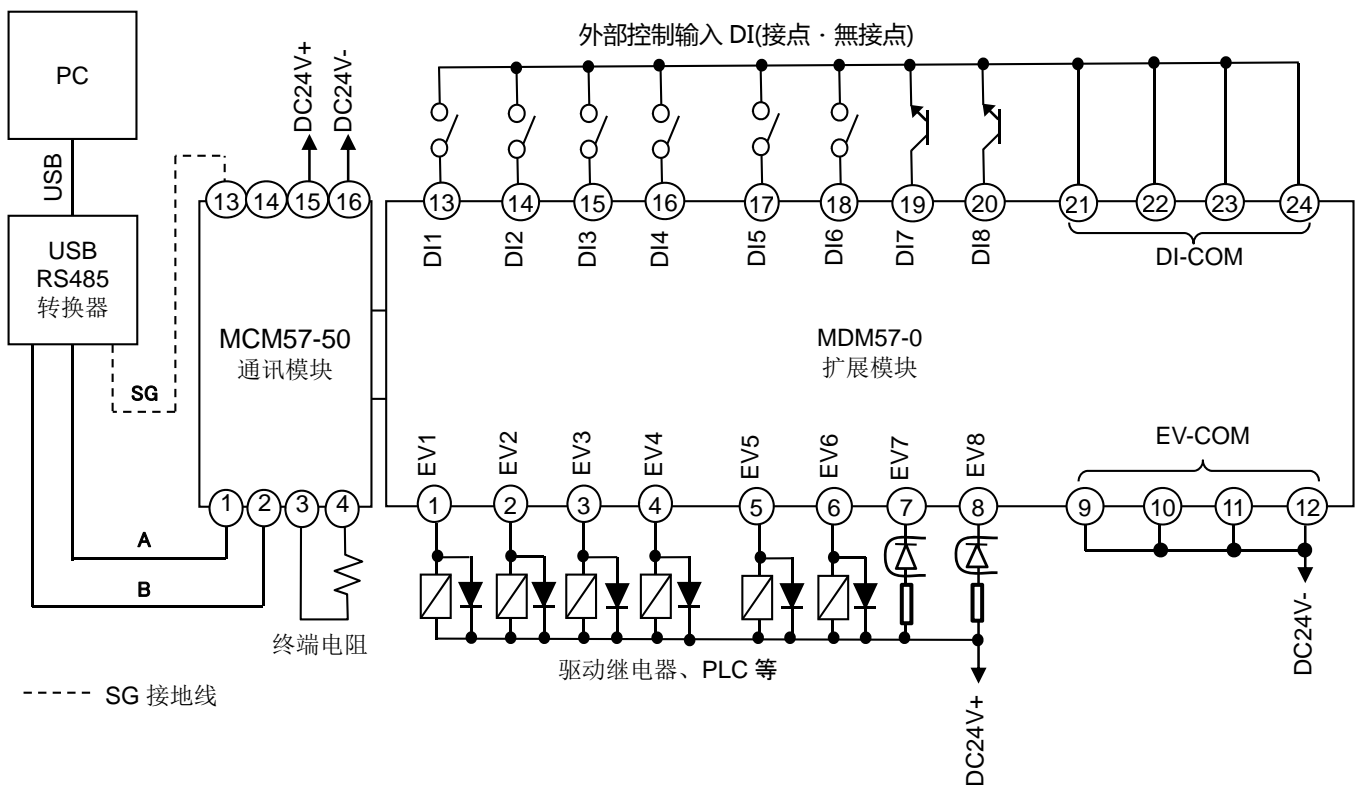 外部控制输入 DI(接点・無接点)
PC
USB
DC24V+
DC24V-
13
14
15
16
USB
RS485
转换器
MCM57-50
通讯模块
SG
1
2
3
4
A
B
终端电阻
13
14
15
16
17
18
19
20
21
22
23
24
DI1
DI2
DI3
DI4
DI5
DI6
DI7
DI8
DI-COM
MDM57-0
扩展模块
EV1
EV2
EV3
EV4
EV5
EV6
EV7
EV8
EV-COM
1
2
3
4
5
6
7
8
9
10
11
12
驱动继电器、PLC 等
DC24V+
DC24V-
SG 接地线